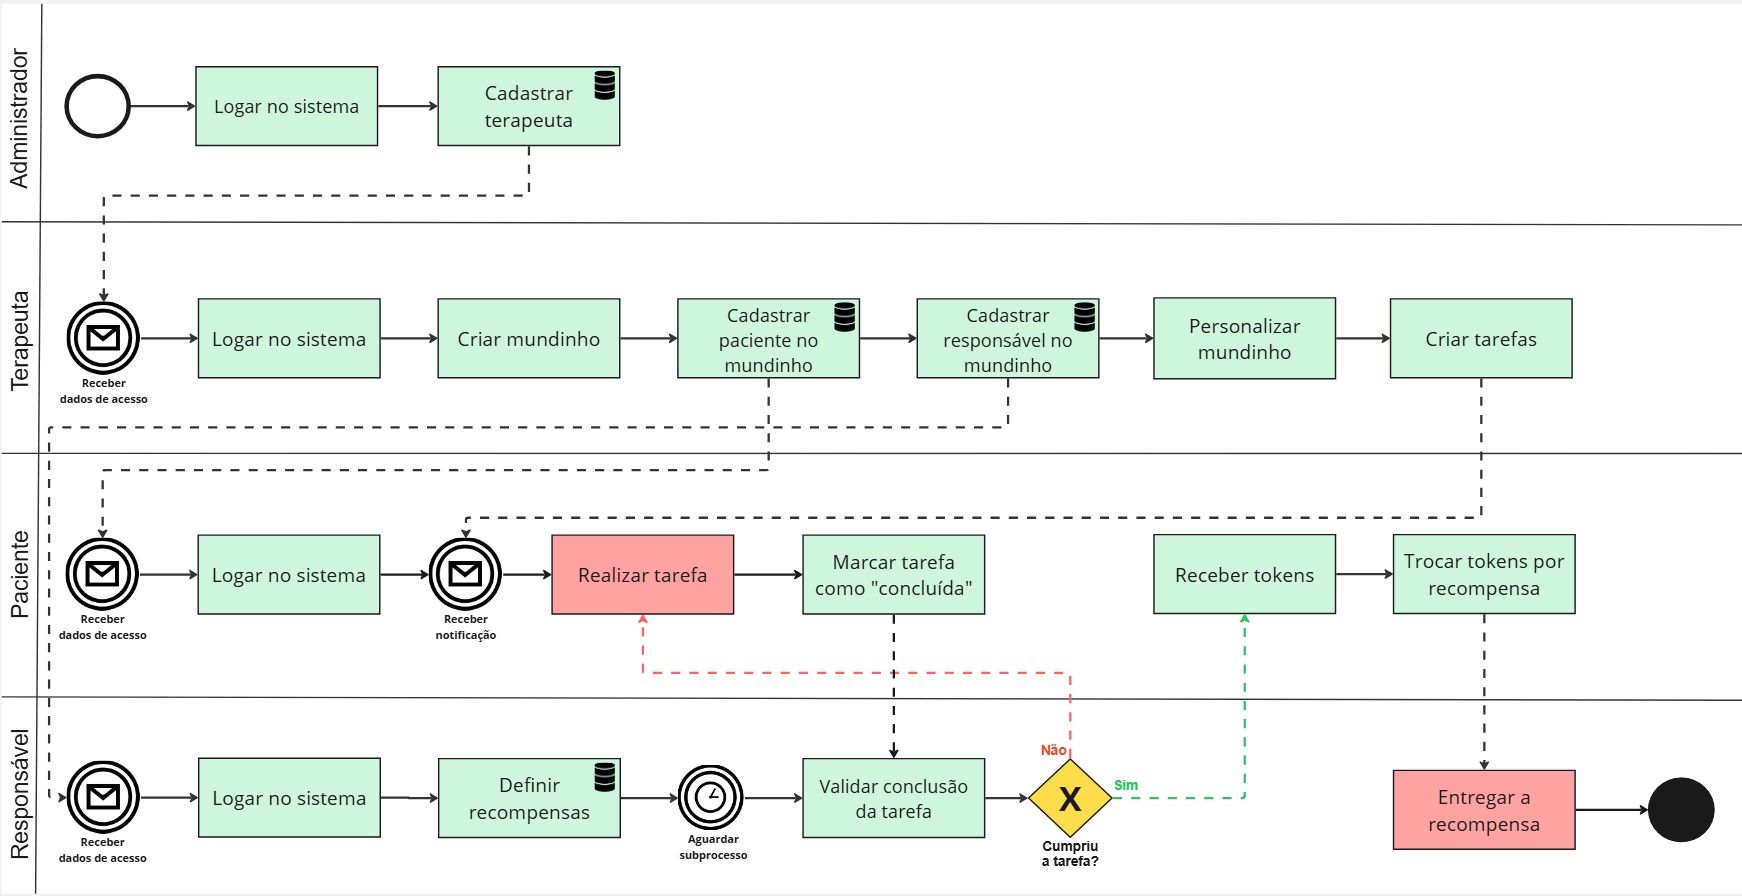 Administrador
Logar no sistema
Cadastrar
terapeuta
Terapeuta
Receber
dados de acesso
Logar no sistema
Criar mundinho
Cadastrar
paciente no
mundinho
Cadastrar
responsável no
mundinho
Personalizar
mundinho
Criar tarefas
Paciente
Receber
dados de acesso
Logar no sistema
Receber
notificação
Realizar tarefa
Marcar tarefa
como "concluída"
Receber tokens
Trocar tokens por
recompensa
Responsável
Receber
dados de acesso
Logar no sistema
Definir
recompensas
Aguardar
subprocesso
Validar conclusão
da tarefa
Não
X
Sim
Cumpriu
a tarefa?
Entregar a
recompensa